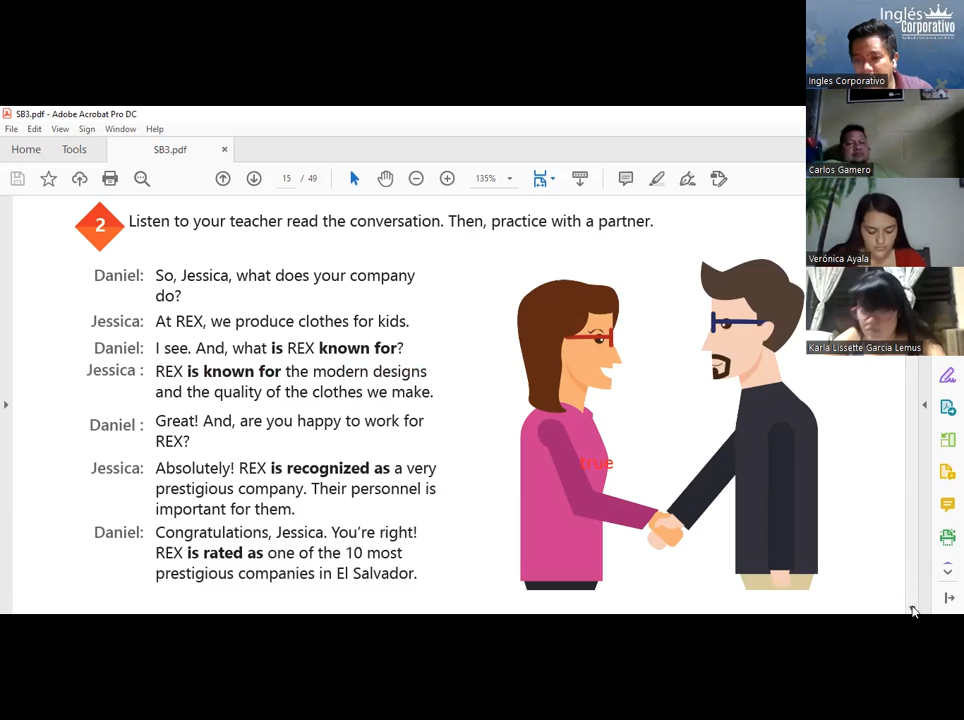 Inglés
Corporativo
Ingles Corporativo
Carlos Gamero
Verónica Ayala
Karla Lissette Garcia Lemus
SB3.pdf - Adobe Acrobat Pro DC
File Edit View Sign Window Help
Home Tools SB3.pdf ×
15 / 49 135%
2 Listen to your teacher read the conversation. Then, practice with a partner.
Daniel: So, Jessica, what does your company
do?
Jessica: At REX, we produce clothes for kids.
Daniel: I see. And, what is REX known for?
Jessica : REX is known for the modern designs
and the quality of the clothes we make.
Daniel : Great! And, are you happy to work for
REX?
Jessica: Absolutely! REX is recognized as a very
prestigious company. Their personnel is
important for them.
Daniel: Congratulations, Jessica. You're right!
REX is rated as one of the 10 most
prestigious companies in El Salvador.
true